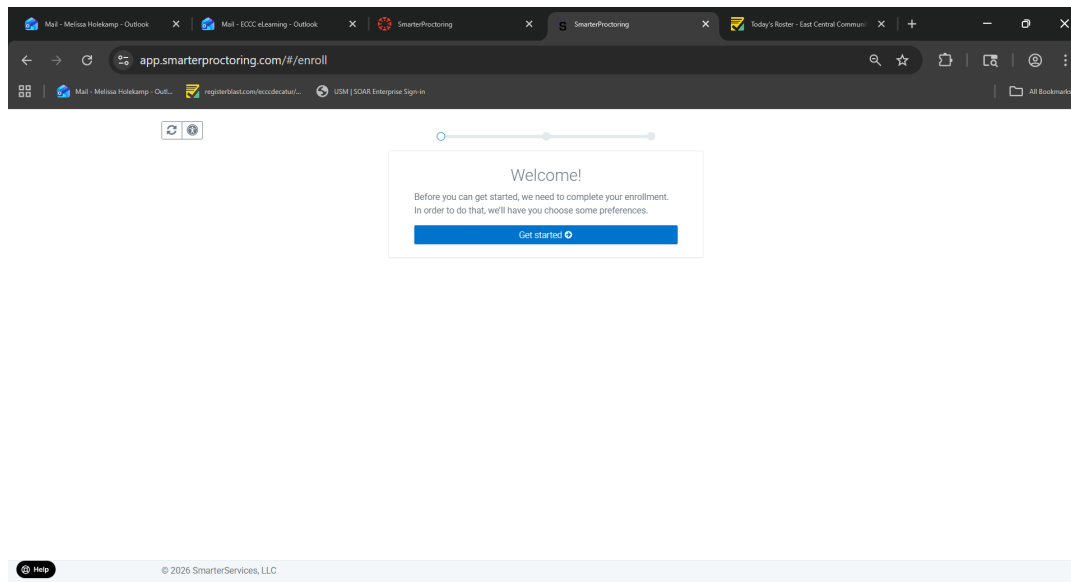 Mail - Melissa Holekamp - Outlook
Mail - ECCC eLearning - Outlook
SmarterProctoring
S SmarterProctoring
Today's Roster - East Central Communi
app.smarterproctoring.com/#/enroll
Mail - Melissa Holekamp - Outl...
registerblast.com/ecccdecatur/...
USM | SOAR Enterprise Sign-in
All Bookmarks
Welcome!
Before you can get started, we need to complete your enrollment.
In order to do that, we'll have you choose some preferences.
Get started
Help
© 2026 SmarterServices, LLC